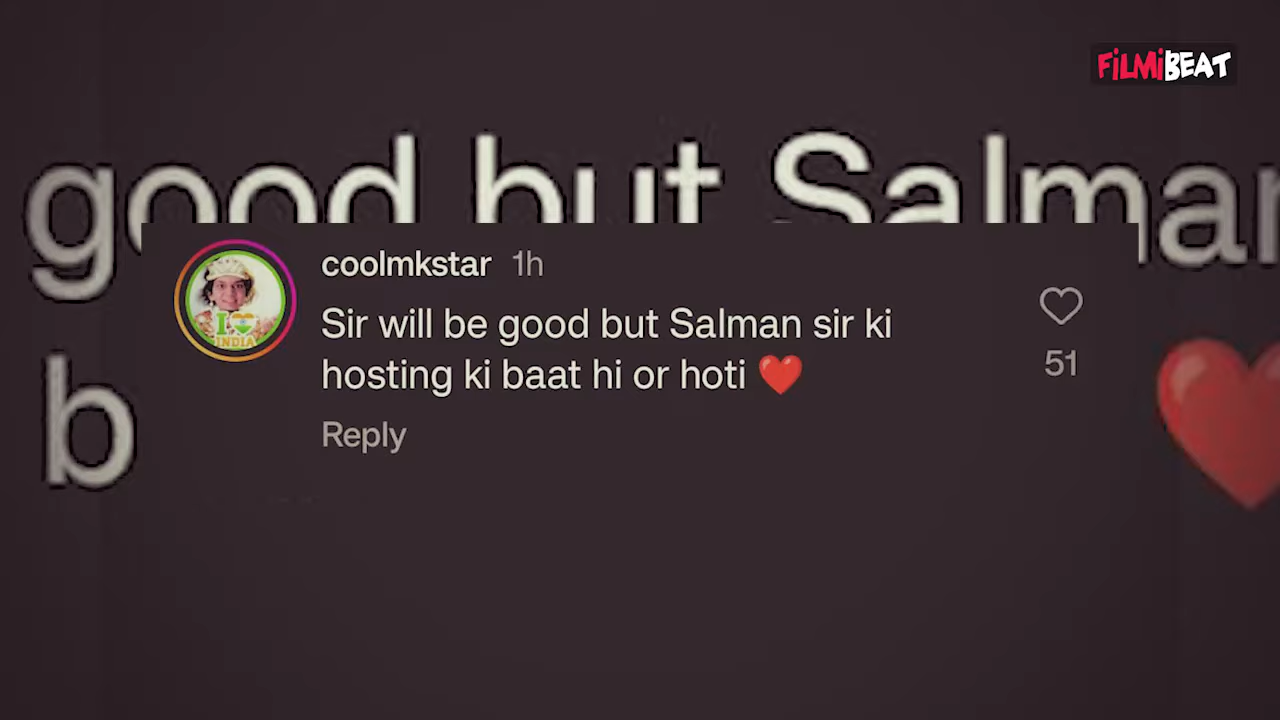 FiLMiBEAT
good but Salman
coolmkstar 1h
Sir will be good but Salman sir ki
hosting ki baat hi or hoti ❤️
51
Reply
b
I
INDIA